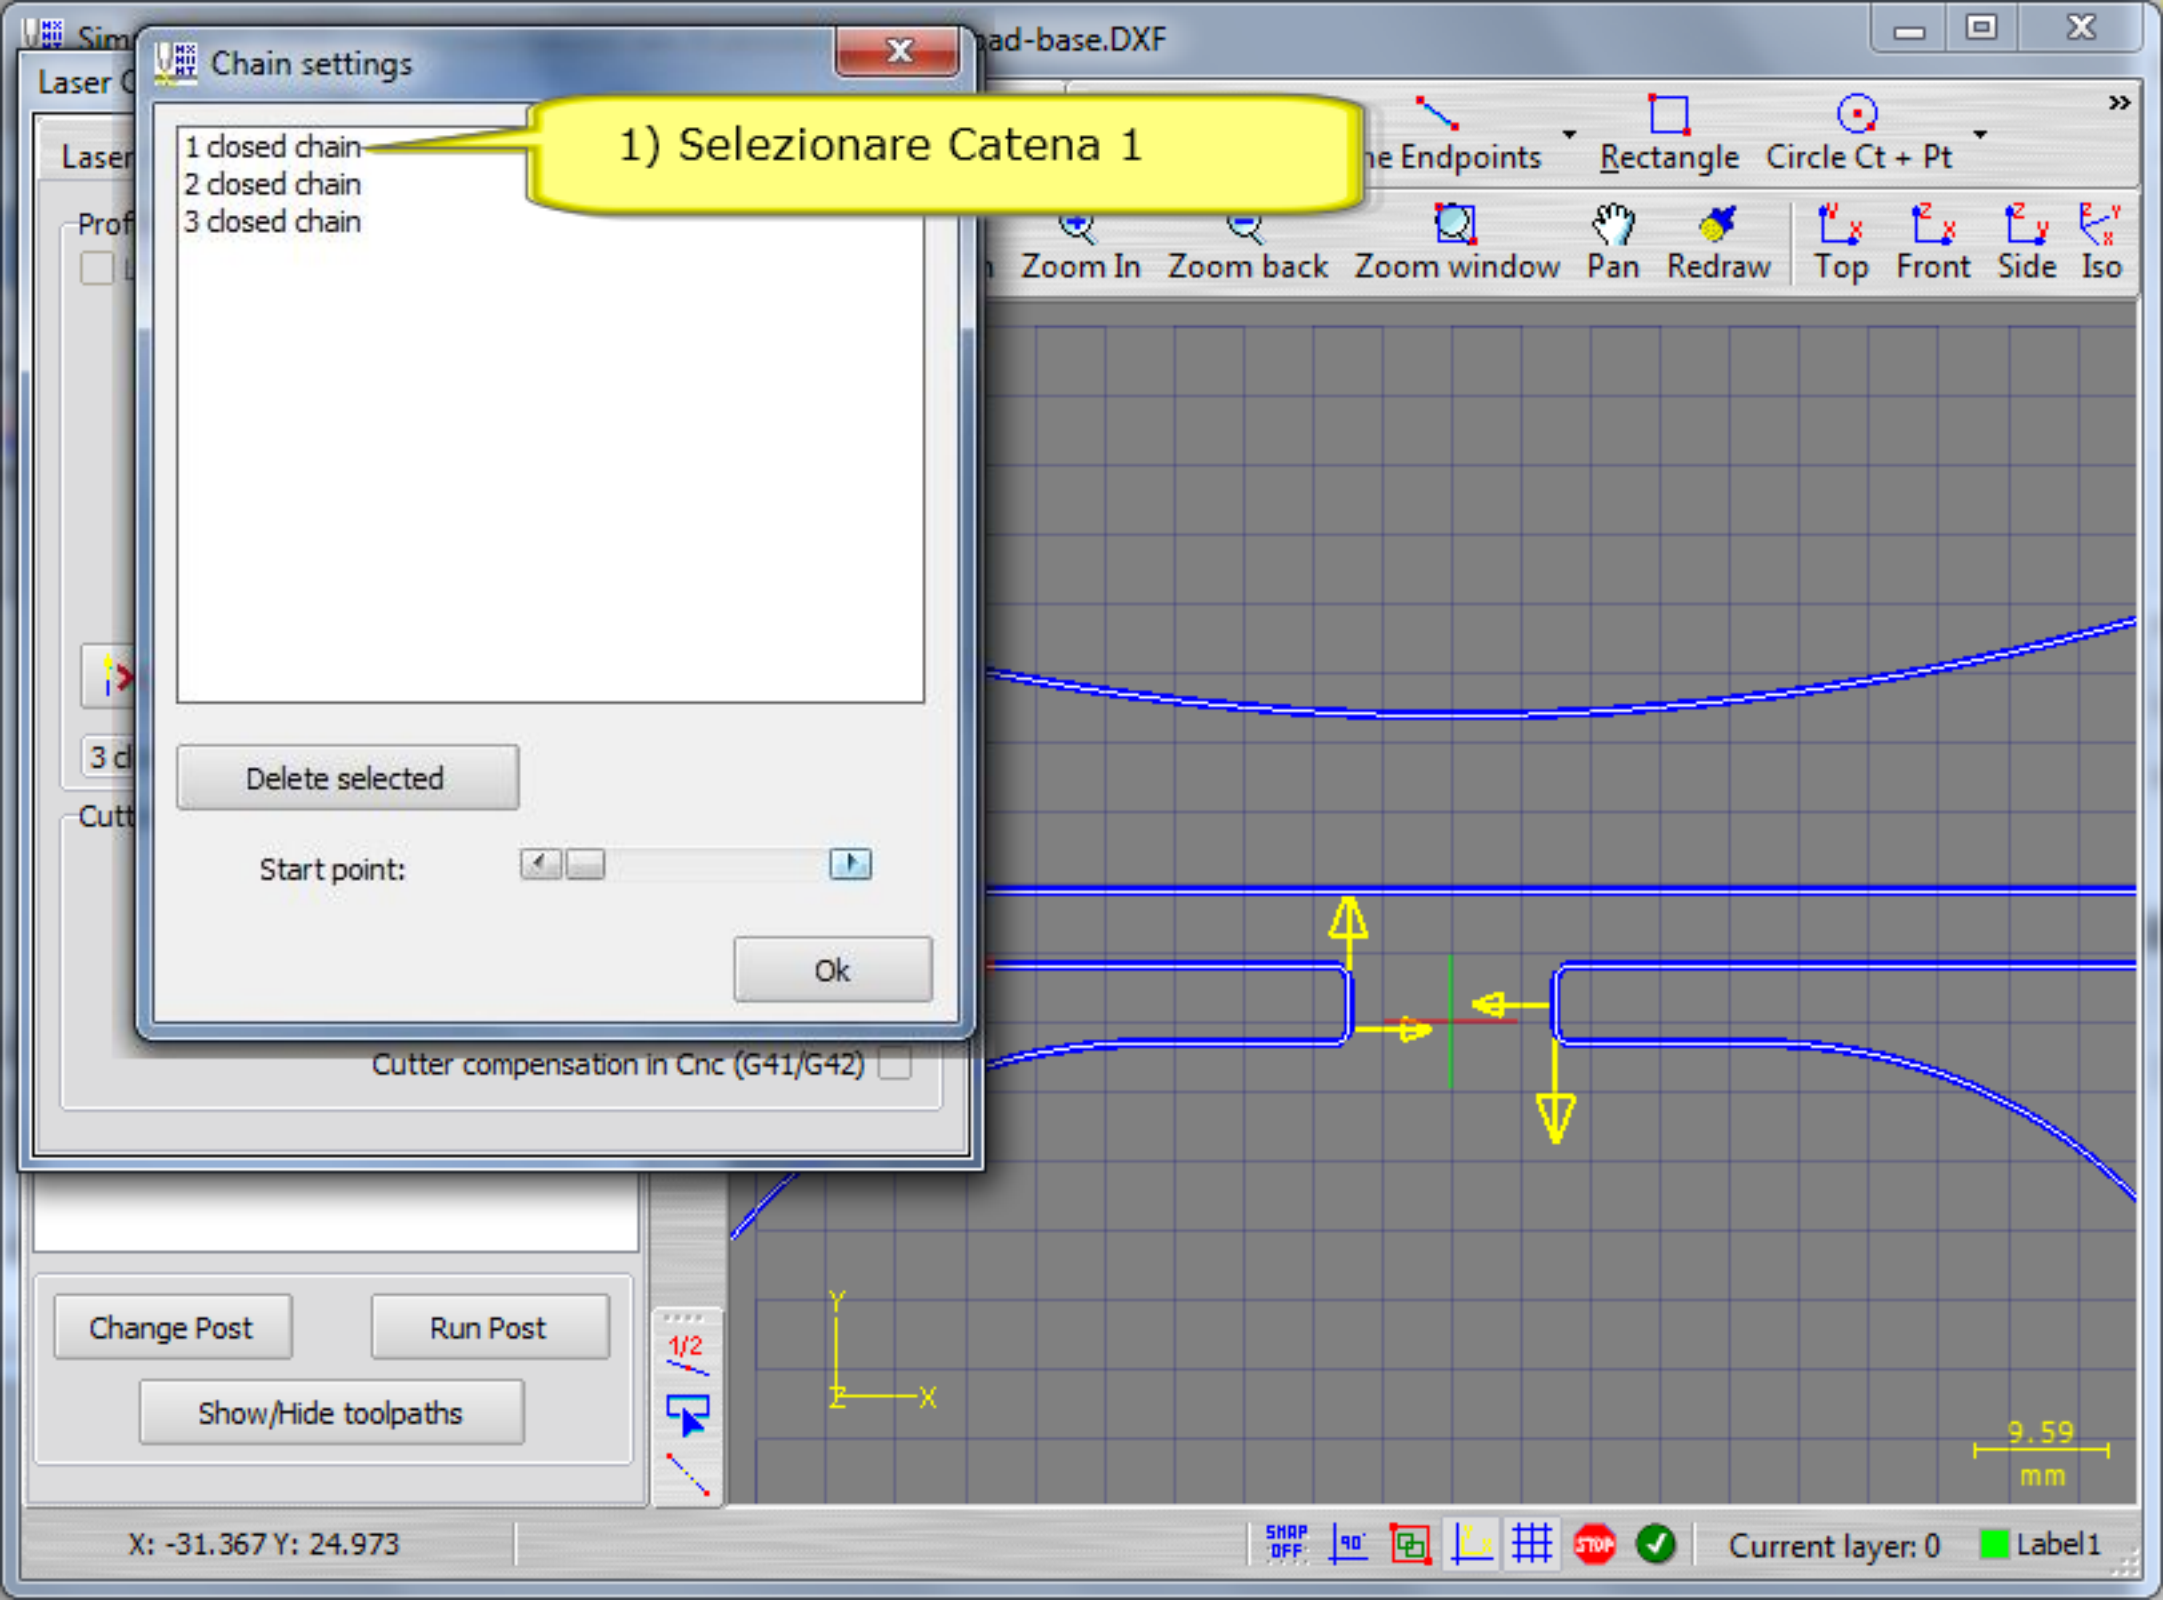 Sim
ad-base.DXF
Chain settings
Laser C
1) Selezionare Catena 1
1 closed chain
2 closed chain
3 closed chain
Laser
Prof
ne Endpoints
Rectangle
Circle Ct + Pt
Zoom In
Zoom back
Zoom window
Pan
Redraw
Top
Front
Side
Iso
3 cl
Delete selected
Cutt
Start point:
Ok
Cutter compensation in Cnc (G41/G42)
Change Post
Run Post
Show/Hide toolpaths
1/2
Y
Z
X
9.59
mm
X: -31.367 Y: 24.973
SNAP
OFF
90°
STOP
Current layer: 0
Label1